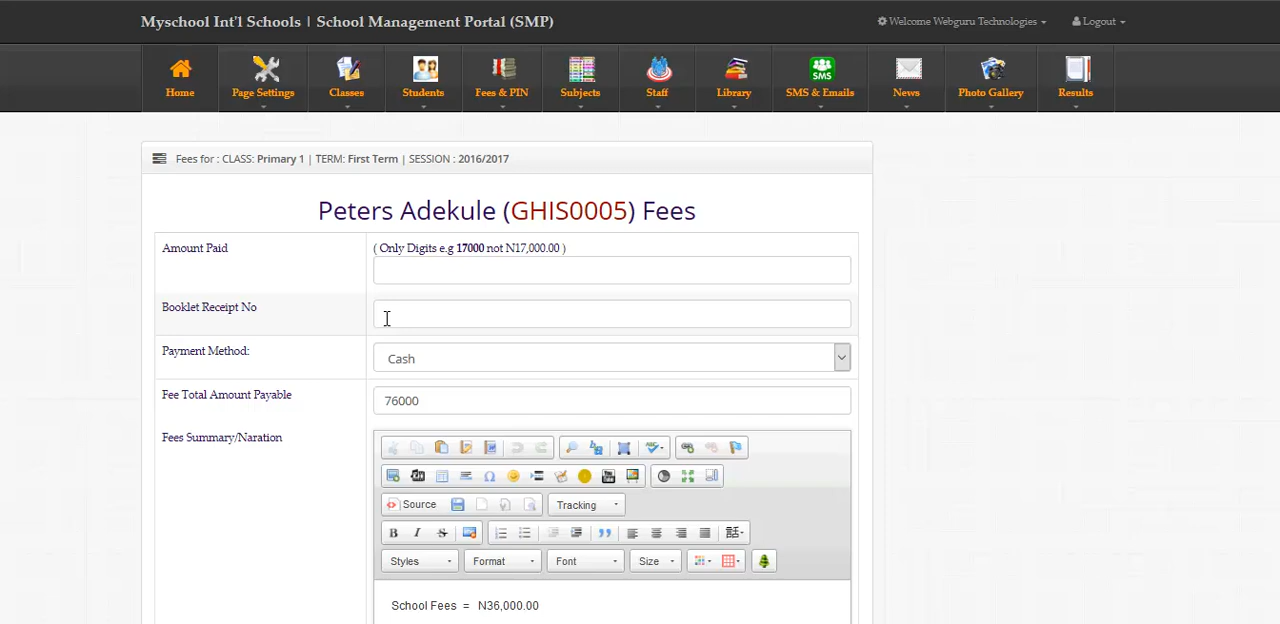 Myschool Int'l Schools | School Management Portal (SMP)
Welcome Webguru Technologies
Logout
Home
Page Settings
Classes
Students
Fees & PIN
Subjects
Staff
Library
SMS
SMS & Emails
News
Photo Gallery
Results
Fees for : CLASS: Primary 1 | TERM: First Term | SESSION : 2016/2017
Peters Adekule (GHIS0005) Fees
Amount Paid
( Only Digits e.g 17000 not N17,000.00 )
Booklet Receipt No
Payment Method:
Cash
Fee Total Amount Payable
76000
Fees Summary/Naration
Source
Tracking
B I S
Styles
Format
Font
Size
School Fees = N36,000.00